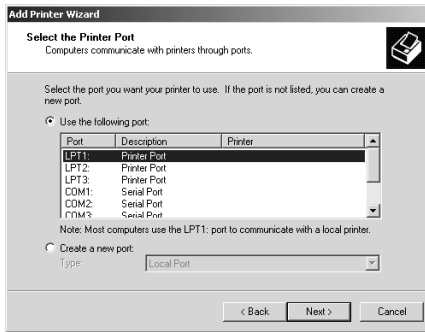 Add Printer Wizard
Select the Printer Port
Computers communicate with printers through ports.
Select the port you want your printer to use. If the port is not listed, you can create a
new port.
Use the following port:
Port Description Printer
LPT1: Printer Port
LPT2: Printer Port
LPT3: Printer Port
COM1: Serial Port
COM2: Serial Port
COM3: Serial Port
Note: Most computers use the LPT1: port to communicate with a local printer.
Create a new port:
Type: Local Port
< Back Next > Cancel